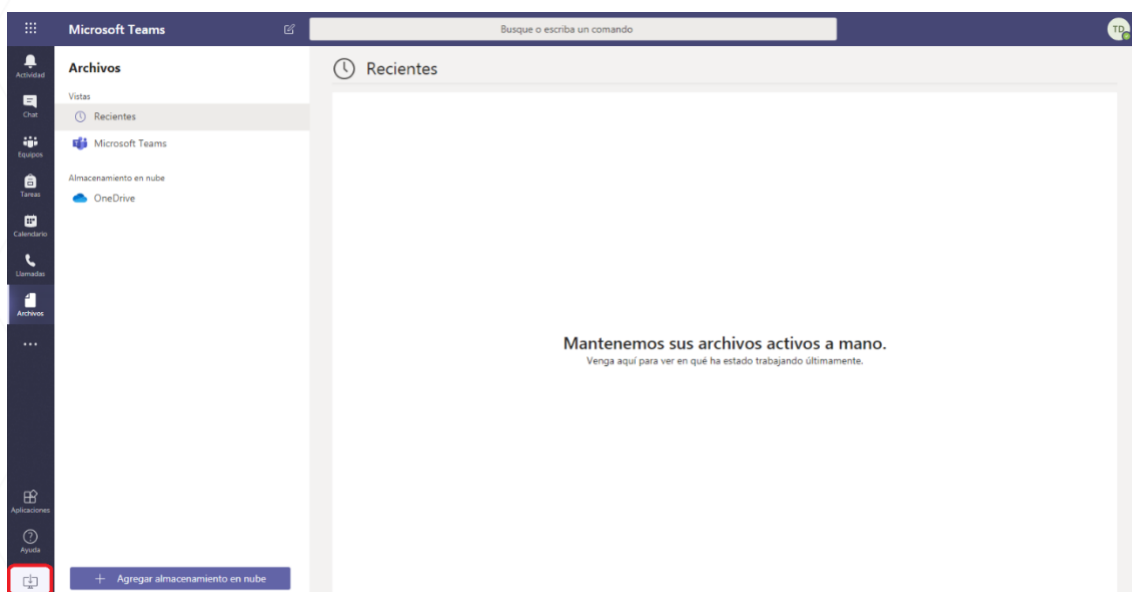 Microsoft Teams
Busque o escriba un comando
TD
Actividad
Chat
Equipos
Tareas
Calendario
Llamadas
Archivos
Aplicaciones
Ayuda
Archivos
Vistas
Recientes
Microsoft Teams
Almacenamiento en nube
OneDrive
+ Agregar almacenamiento en nube
Recientes
Mantenemos sus archivos activos a mano.
Venga aquí para ver en qué ha estado trabajando últimamente.